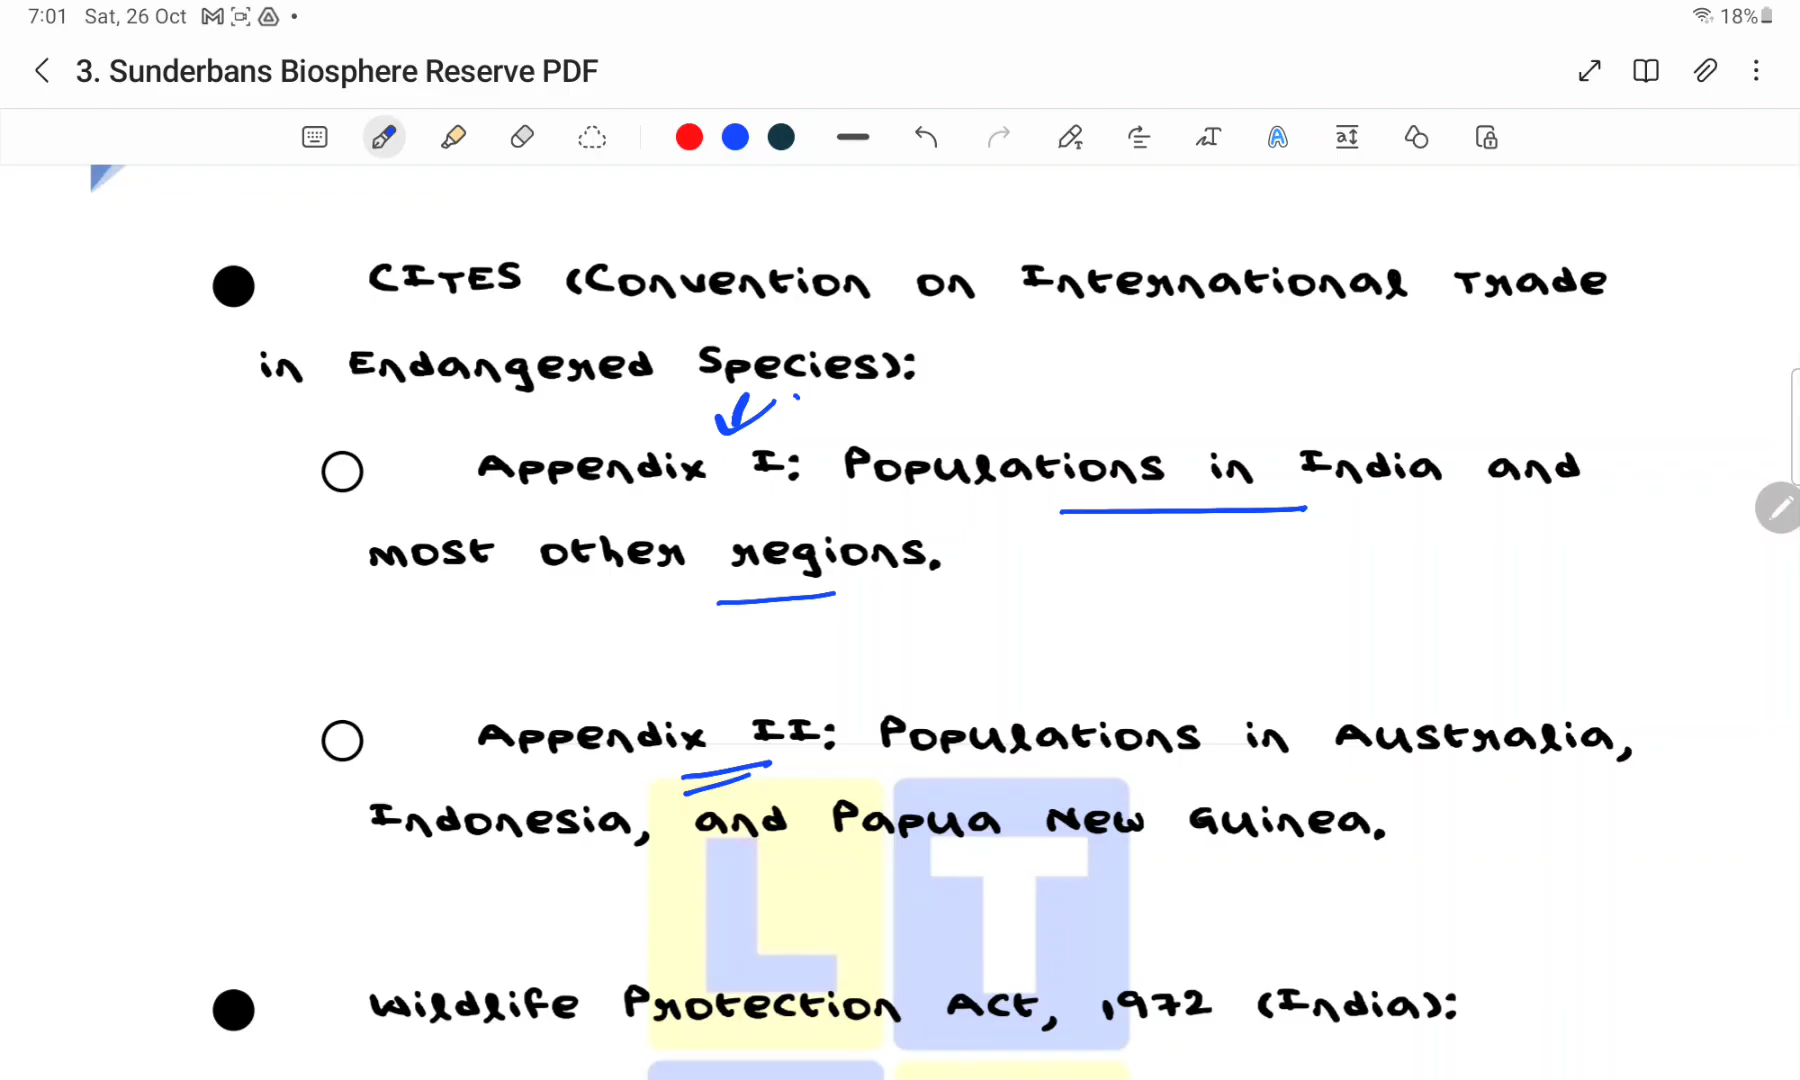 7:01 Sat, 26 Oct
18%
3. Sunderbans Biosphere Reserve PDF
● CITES (Convention on International Trade
in Endangered Species):
○ Appendix I: Populations in India and
most other regions.
○ Appendix II: Populations in Australia,
Indonesia, and Papua New Guinea.
LT
● Wildlife Protection Act, 1972 (India):